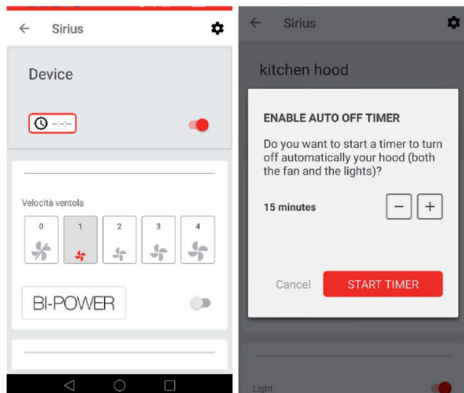 Sirius
Device
--:--
Velocità ventola
0 1 2 3 4
BI-POWER
Sirius
kitchen hood
ENABLE AUTO OFF TIMER
Do you want to start a timer to turn
off automatically your hood (both
the fan and the lights)?
15 minutes
Cancel START TIMER
Light